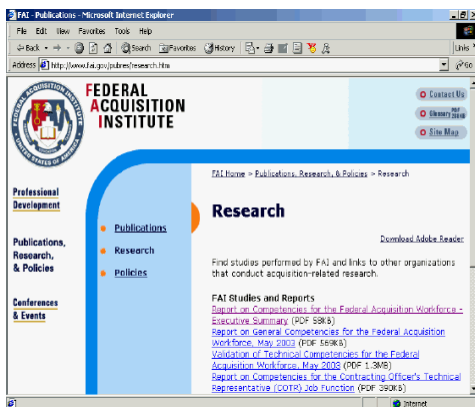 FAI - Publications - Microsoft Internet Explorer
File Edit View Favorites Tools Help
Back Search Favorites History
Address http://www.fai.gov/pubres/research.htm Go Links
FEDERAL
ACQUISITION
INSTITUTE
Contact Us
Glossary
Site Map
FAI Home > Publications, Research, & Policies > Research
Professional
Development
Publications,
Research,
& Policies
Conferences
& Events
Publications
Research
Policies
Research
Download Adobe Reader
Find studies performed by FAI and links to other organizations
that conduct acquisition-related research.
FAI Studies and Reports
Report on Competencies for the Federal Acquisition Workforce -
Executive Summary (PDF 58KB)
Report on General Competencies for the Federal Acquisition
Workforce, May 2003 (PDF 569KB)
Validation of Technical Competencies for the Federal
Acquisition Workforce, May 2003 (PDF 1.3MB)
Report on Competencies for the Contracting Officer's Technical
Representative (COTR) Job Function (PDF 390KB)
Internet